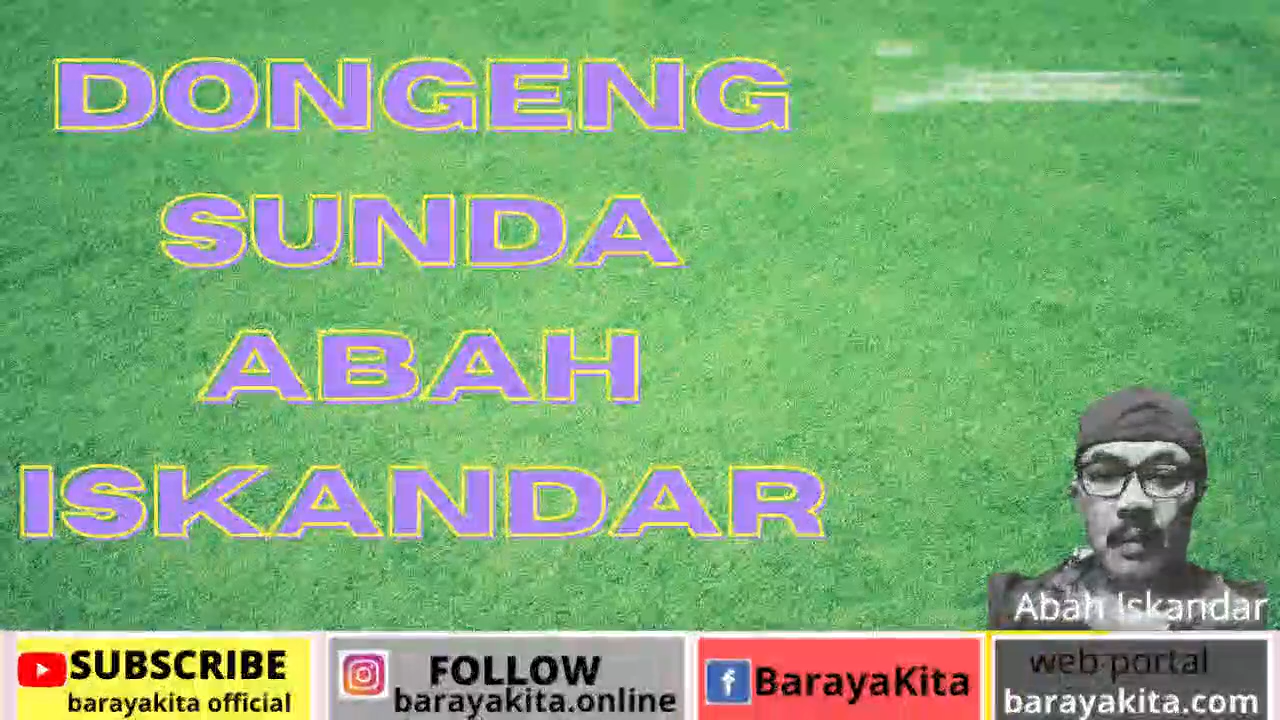 DONGENG
SUNDA
ABAH
ISKANDAR
Abah Iskandar
SUBSCRIBE
barayakita official
FOLLOW
barayakita.online
BarayaKita
web portal
barayakita.com